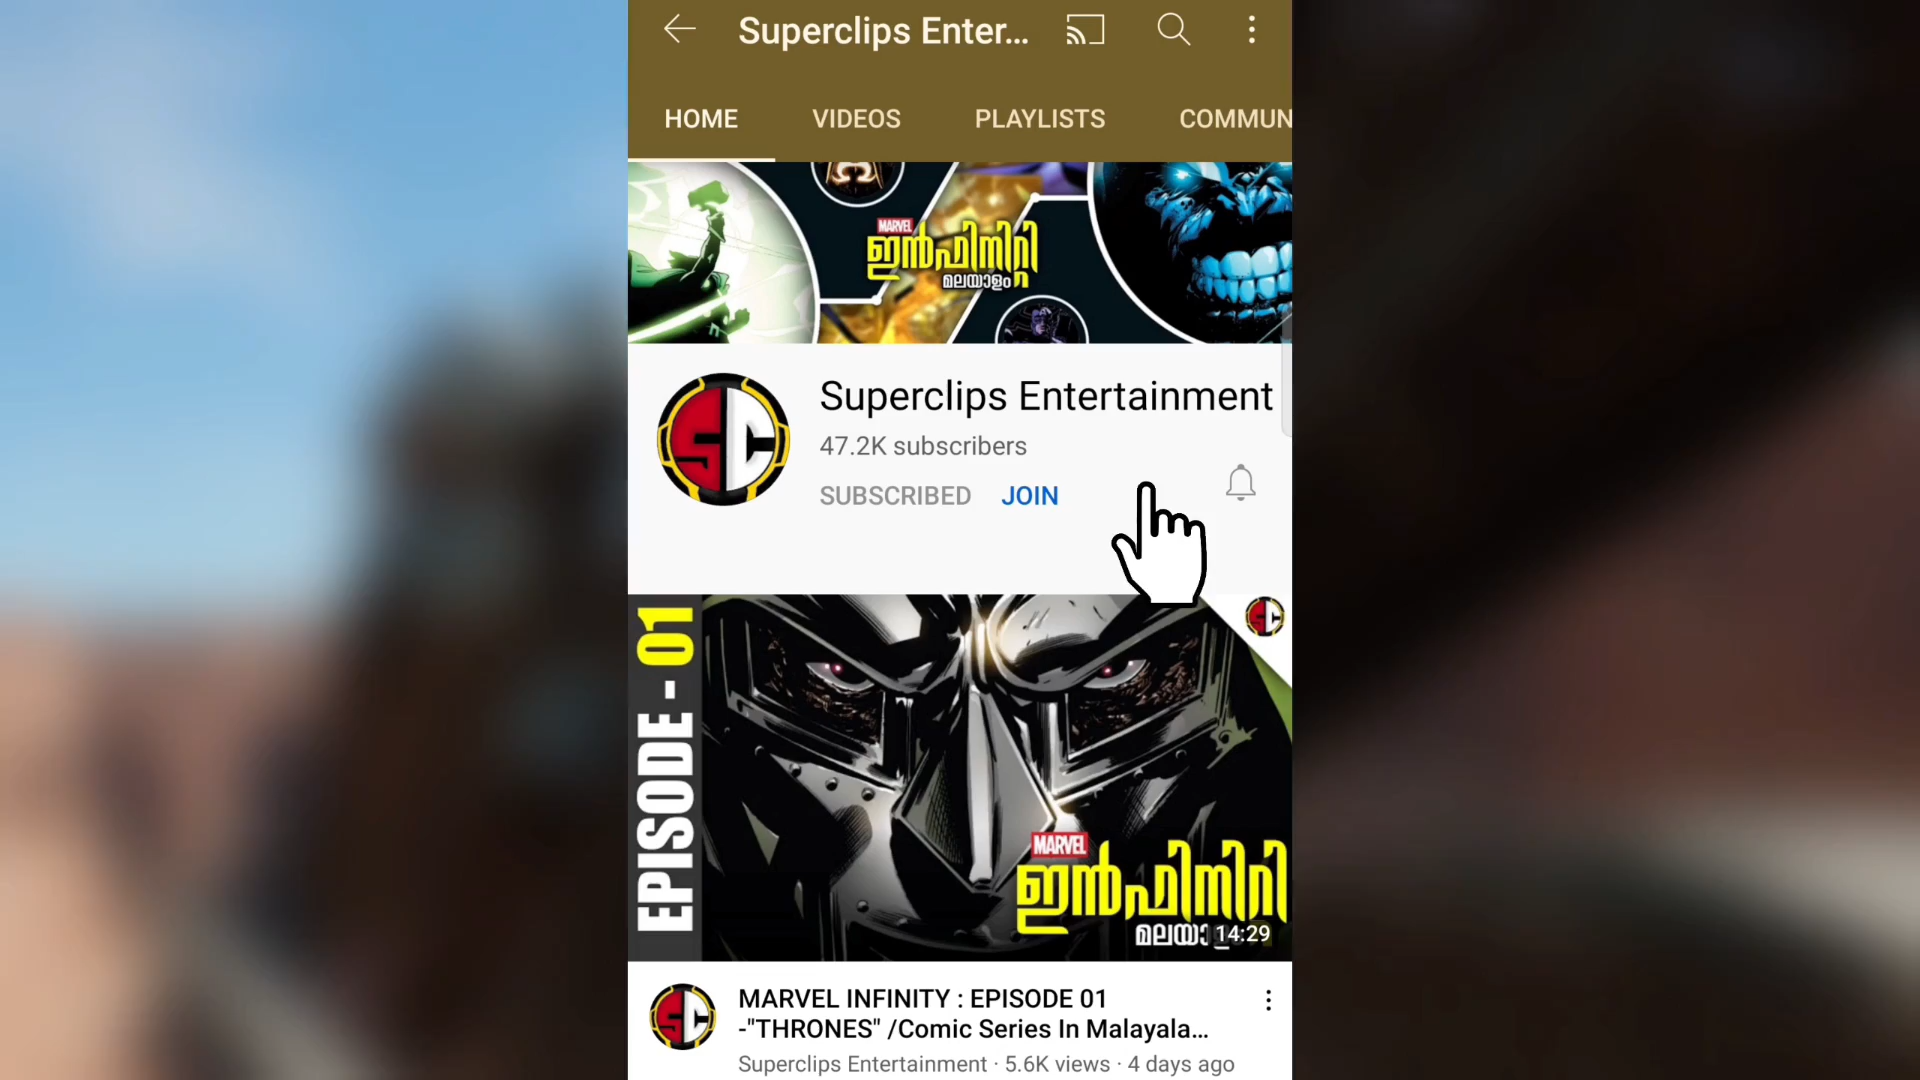 Superclips Enter...
HOME VIDEOS PLAYLISTS COMMUN
MARVEL
ഇൻഫിനിറ്റി
മലയാളം
SC
Superclips Entertainment
47.2K subscribers
SUBSCRIBED JOIN
SC
EPISODE - 01
MARVEL
ഇൻഫിനിറ്റി
14:29
SC
MARVEL INFINITY : EPISODE 01
-"THRONES" /Comic Series In Malayala...
Superclips Entertainment · 5.6K views · 4 days ago